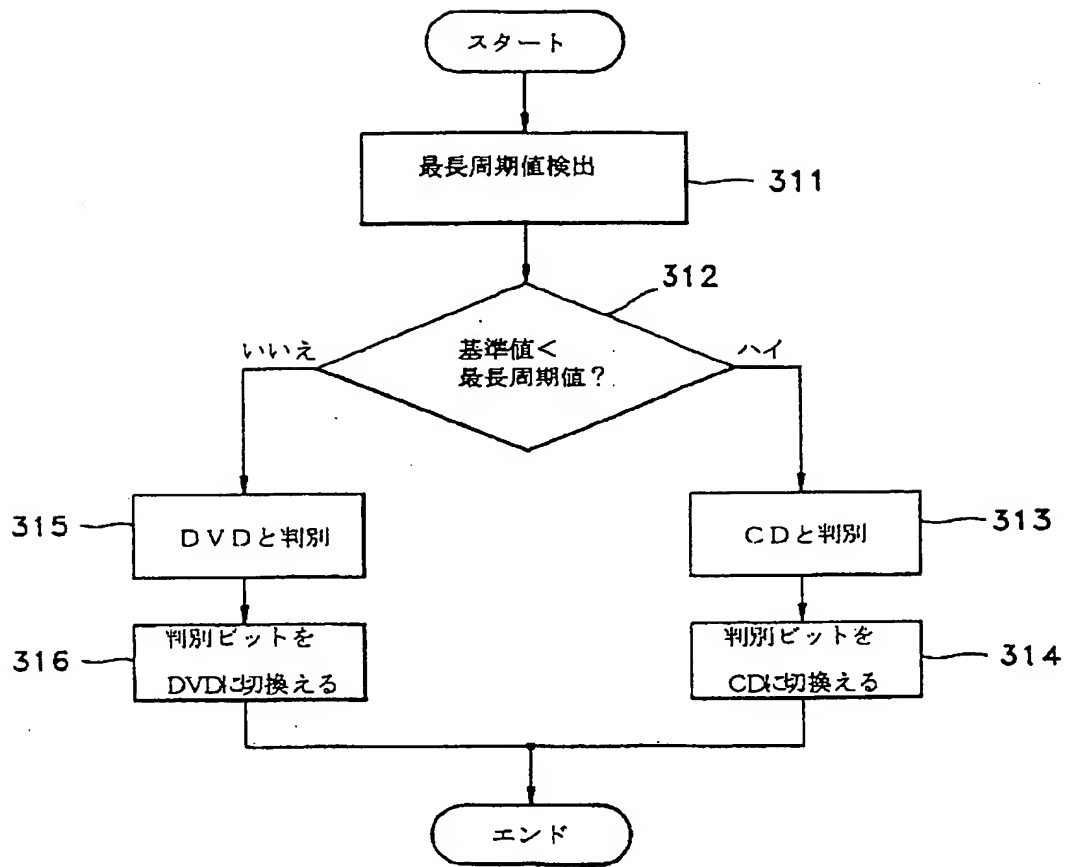 スタート
最長周期値検出
311
312
いいえ
基準値<
最長周期値?
ハイ
315
DVDと判別
CDと判別
313
316
判別ビットを
DVDに切換える
判別ビットを
CDに切換える
314
エンド